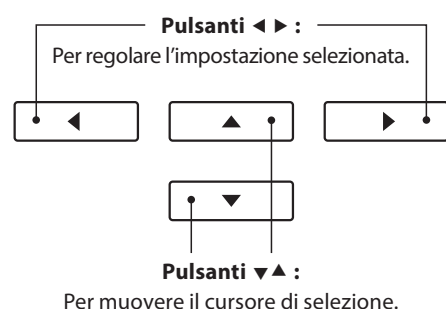 Pulsanti ◀ ▶ :
Per regolare l'impostazione selezionata.
Pulsanti ▼▲ :
Per muovere il cursore di selezione.